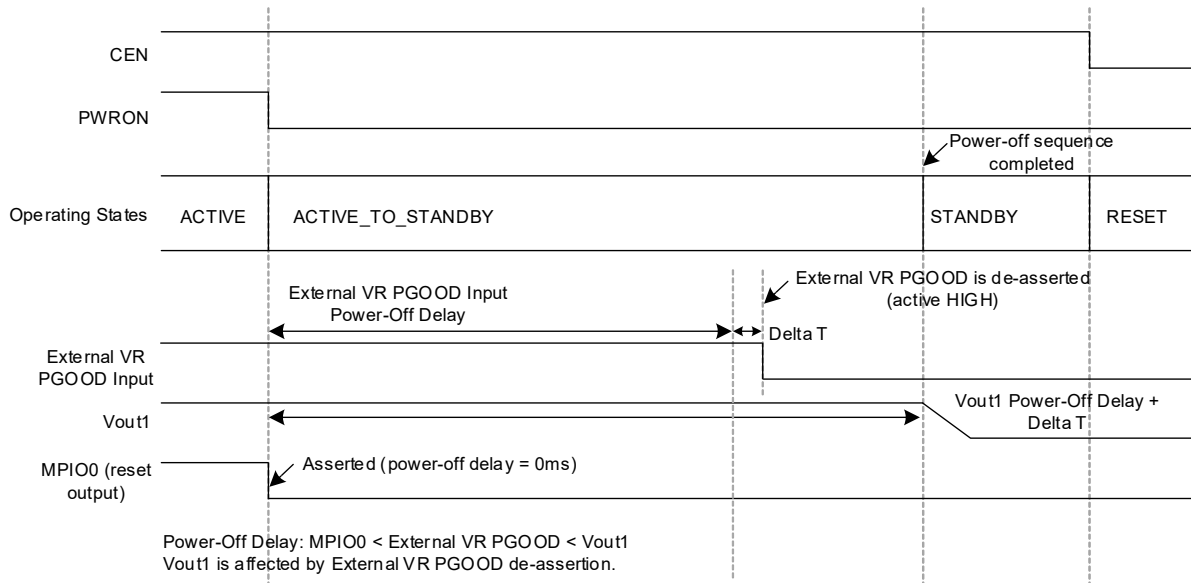 CEN
PWRON
Power-off sequence
completed
Operating States
ACTIVE
ACTIVE_TO_STANDBY
STANDBY
RESET
External VR PGOOD Input
Power-Off Delay
External VR PGOOD is de-asserted
(active HIGH)
Delta T
External VR
PGOOD Input
Vout1
Vout1 Power-Off Delay +
Delta T
MPIO0 (reset
output)
Asserted (power-off delay = 0ms)
Power-Off Delay: MPIO0 < External VR PGOOD < Vout1
Vout1 is affected by External VR PGOOD de-assertion.